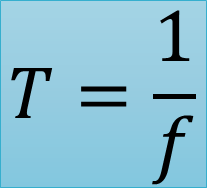 T = 1/f